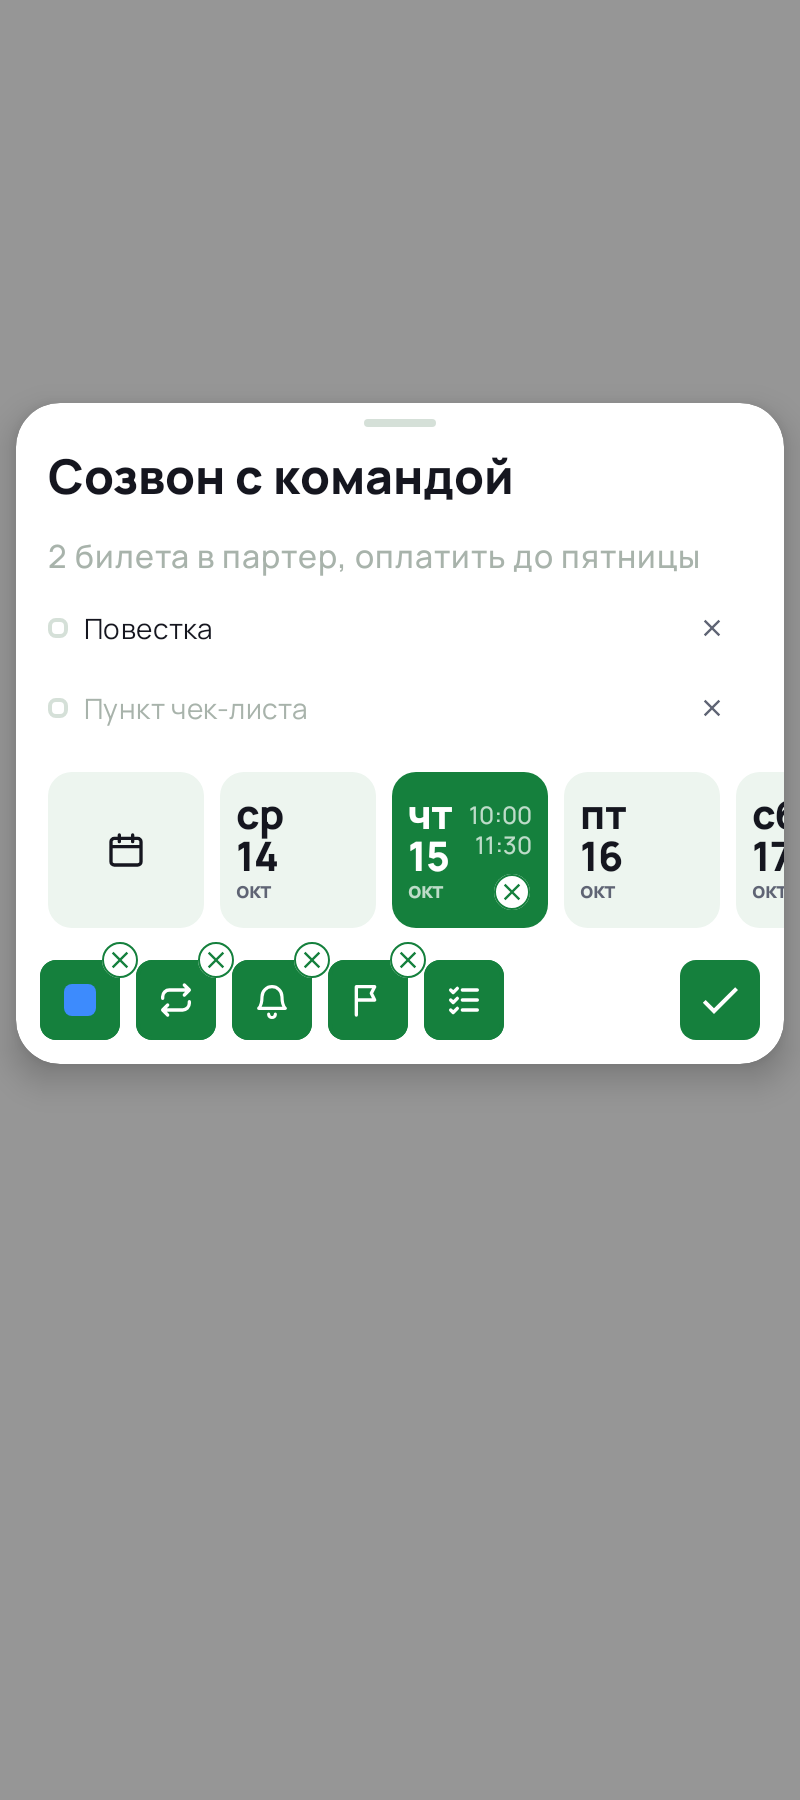 Созвон с командой
2 билета в партер, оплатить до пятницы
Повестка
Пункт чек-листа
ср
14
окт
чт
15
окт
10:00
11:30
пт
16
окт
17